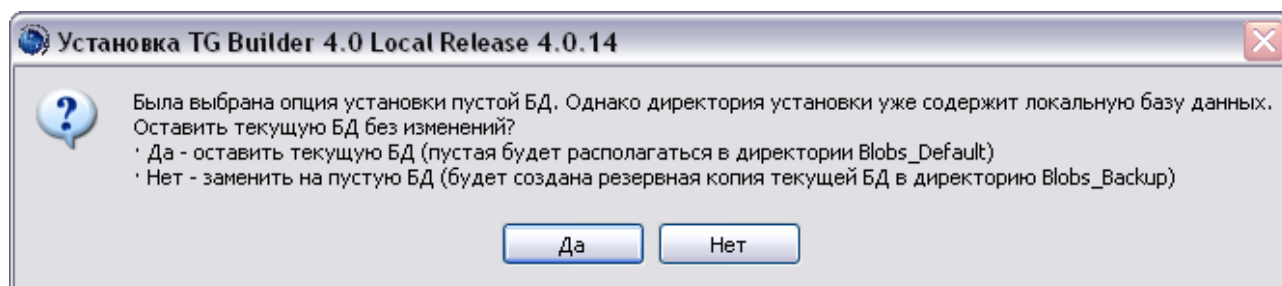 Установка TG Builder 4.0 Local Release 4.0.14
Была выбрана опция установки пустой БД. Однако директория установки уже содержит локальную базу данных.
Оставить текущую БД без изменений?
· Да - оставить текущую БД (пустая будет располагаться в директории Blobs_Default)
· Нет - заменить на пустую БД (будет создана резервная копия текущей БД в директорию Blobs_Backup)
Да
Нет